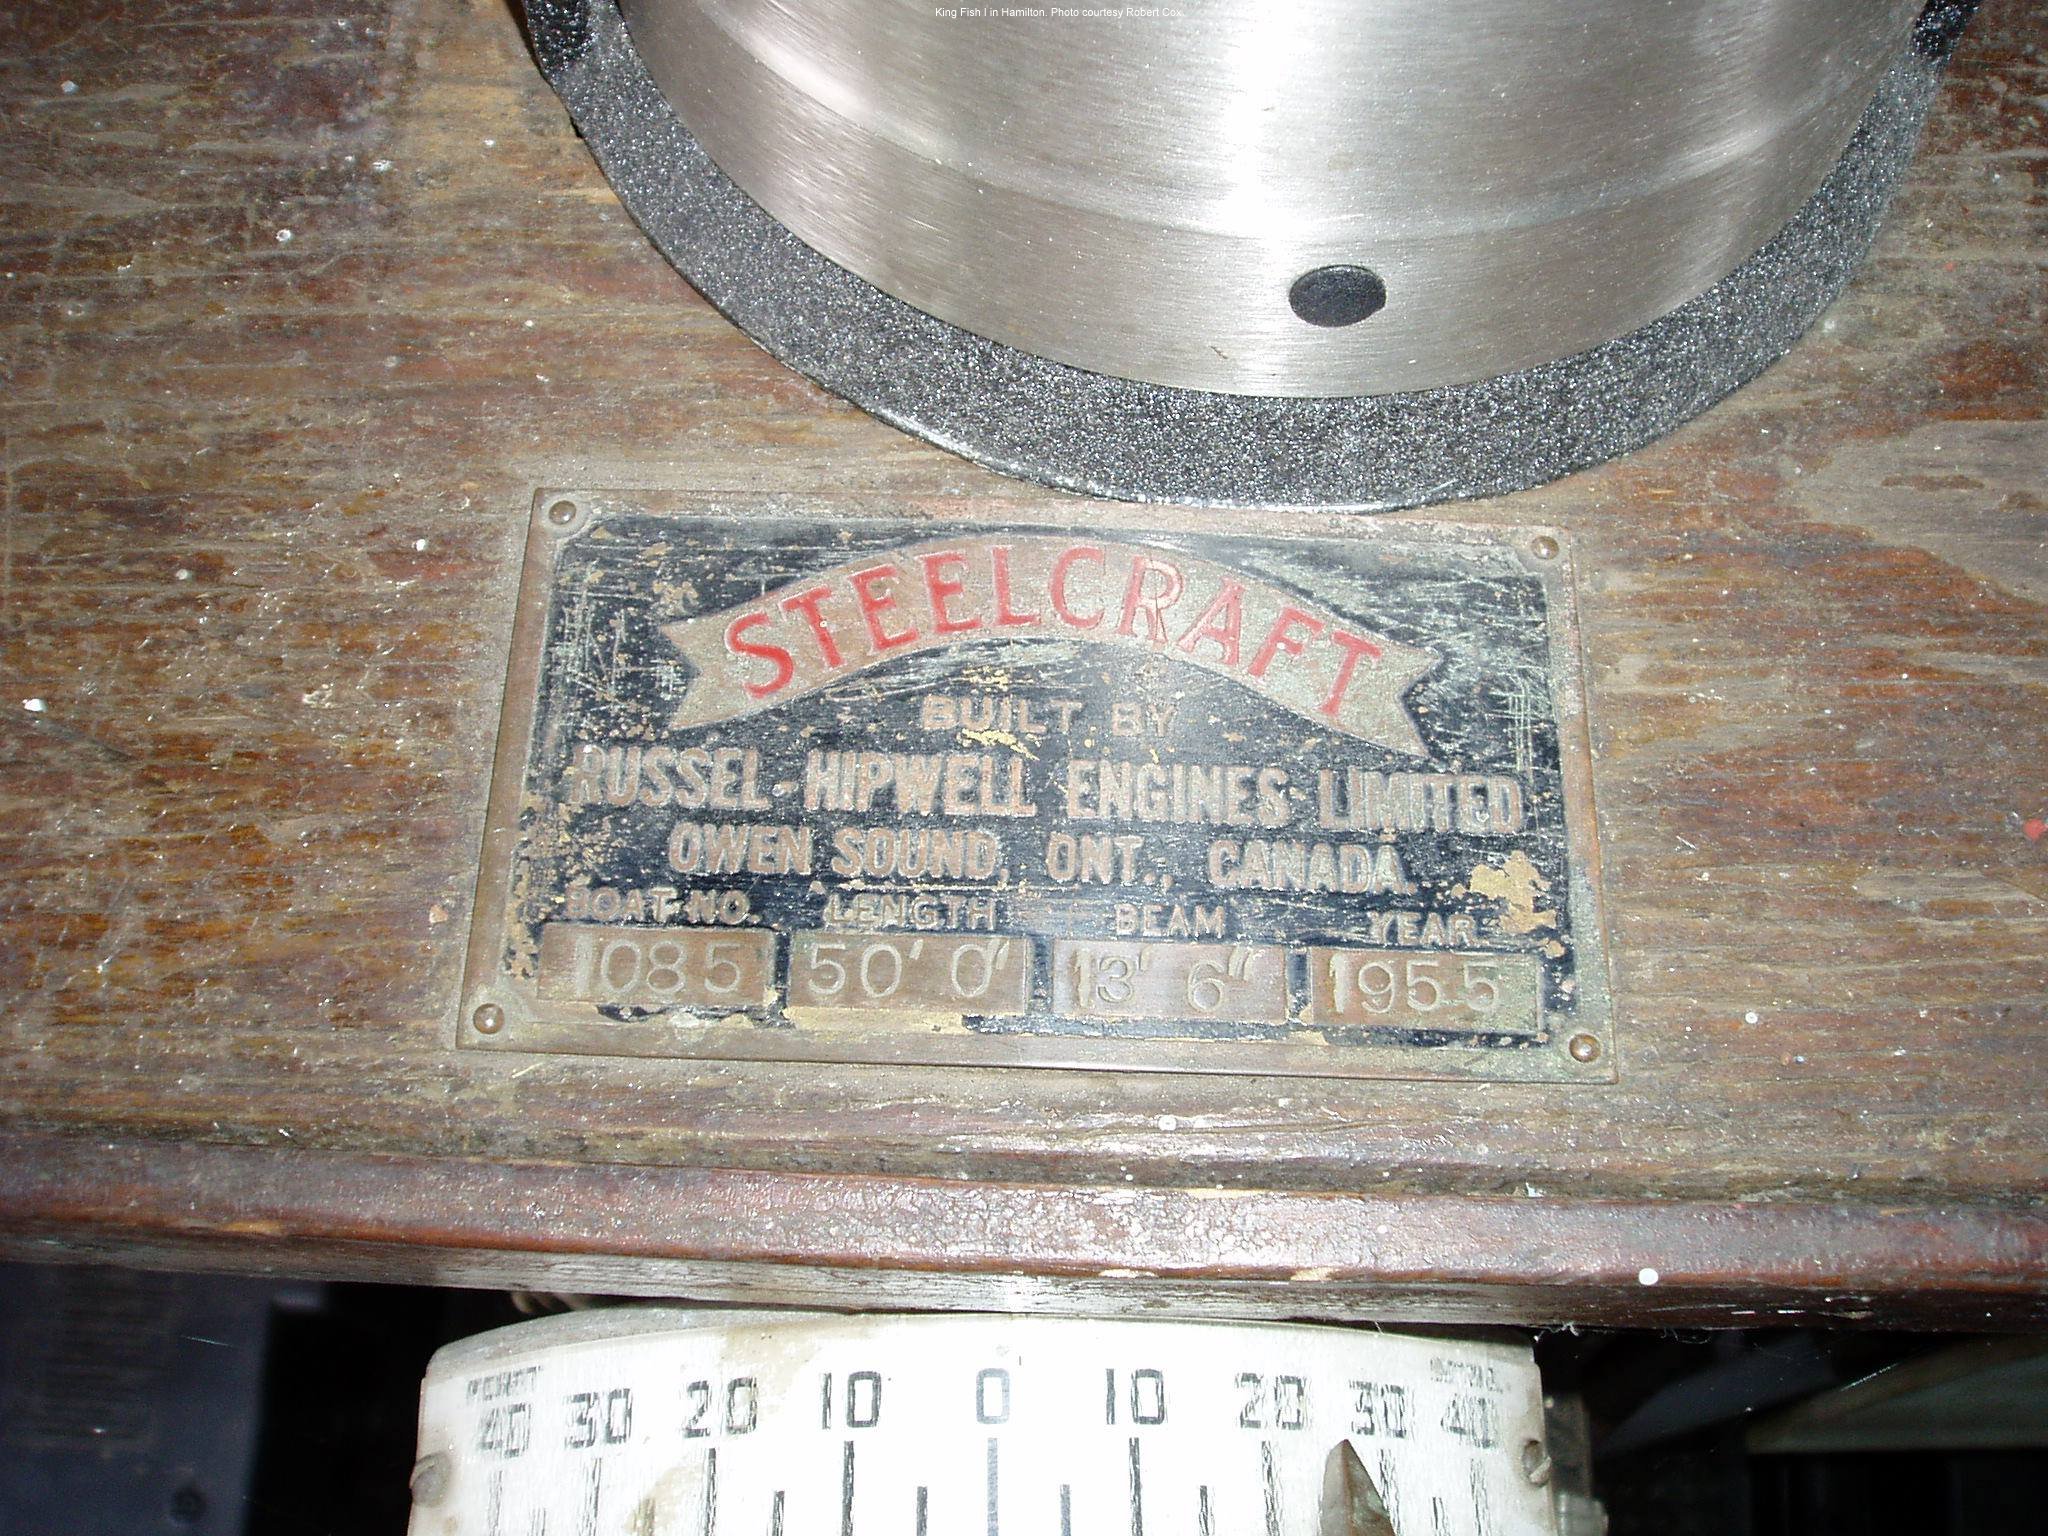 King Fish I in Hamilton. Photo courtesy Robert Cox.
STEELCRAFT
BUILT BY
RUSSEL-HIPWELL ENGINES-LIMITED
OWEN SOUND, ONT., CANADA.
BOAT NO. LENGTH BEAM YEAR
1085 50' 0" 13' 6" 1955
40 30 20 10 0 10 20 30 40